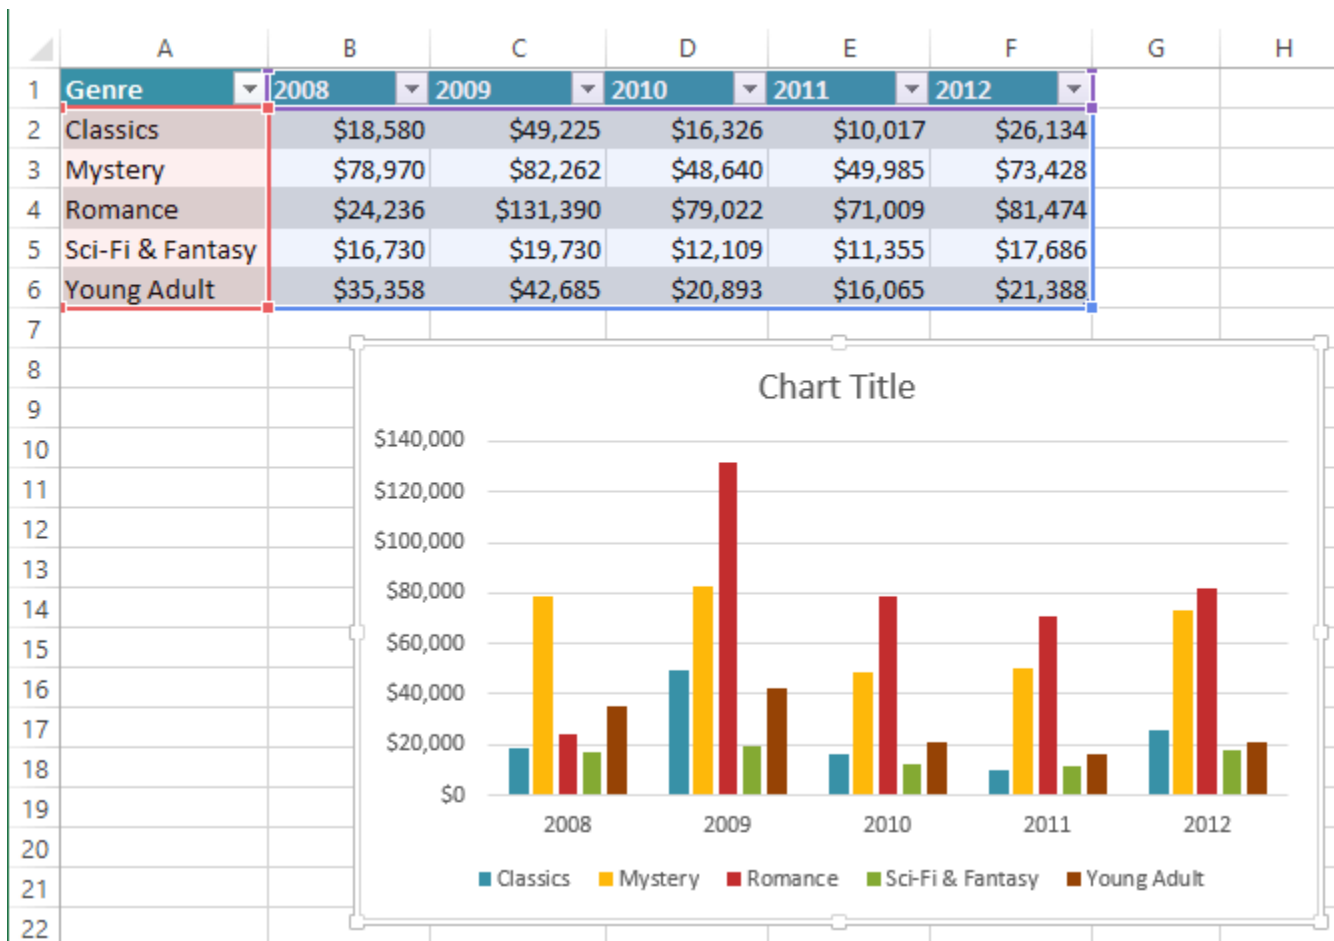 A B C D E F G H
1 Genre 2008 2009 2010 2011 2012
2 Classics $18,580 $49,225 $16,326 $10,017 $26,134
3 Mystery $78,970 $82,262 $48,640 $49,985 $73,428
4 Romance $24,236 $131,390 $79,022 $71,009 $81,474
5 Sci-Fi & Fantasy $16,730 $19,730 $12,109 $11,355 $17,686
6 Young Adult $35,358 $42,685 $20,893 $16,065 $21,388
7
8
9
10
11
12
13
14
15
16
17
18
19
20
21
22
Chart Title
$140,000
$120,000
$100,000
$80,000
$60,000
$40,000
$20,000
$0
2008 2009 2010 2011 2012
Classics Mystery Romance Sci-Fi & Fantasy Young Adult